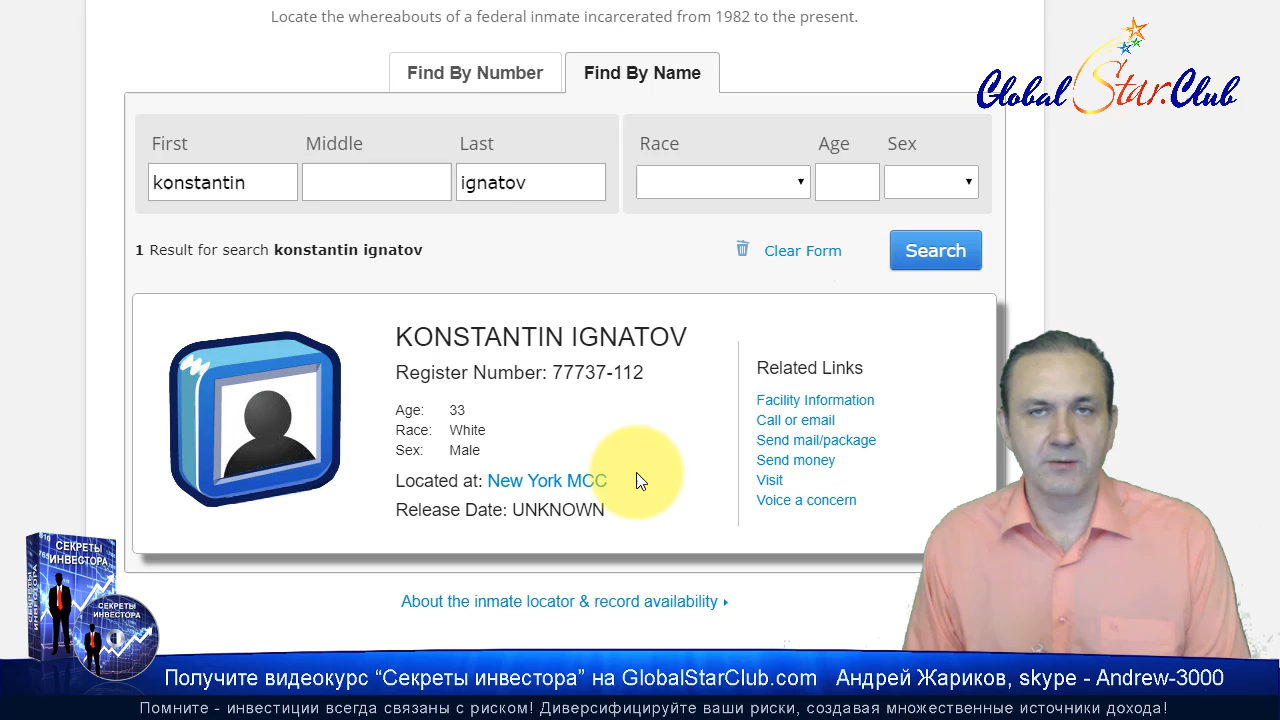 Locate the whereabouts of a federal inmate incarcerated from 1982 to the present.
Global Star.Club
Find By Number
Find By Name
First
Middle
Last
Race
Age
Sex
konstantin
ignatov
1 Result for search konstantin ignatov
Clear Form
Search
KONSTANTIN IGNATOV
Register Number: 77737-112
Age: 33
Race: White
Sex: Male
Located at: New York MCC
Release Date: UNKNOWN
Related Links
Facility Information
Call or email
Send mail/package
Send money
Visit
Voice a concern
About the inmate locator & record availability
СЕКРЕТЫ
ИНВЕСТОРА
СЕКРЕТЫ
ИНВЕСТОРА
Получите видеокурс “Секреты инвестора” на GlobalStarClub.com Андрей Жариков, skype - Andrew-3000
Помните - инвестиции всегда связаны с риском! Диверсифицируйте ваши риски, создавая множественные источники дохода!